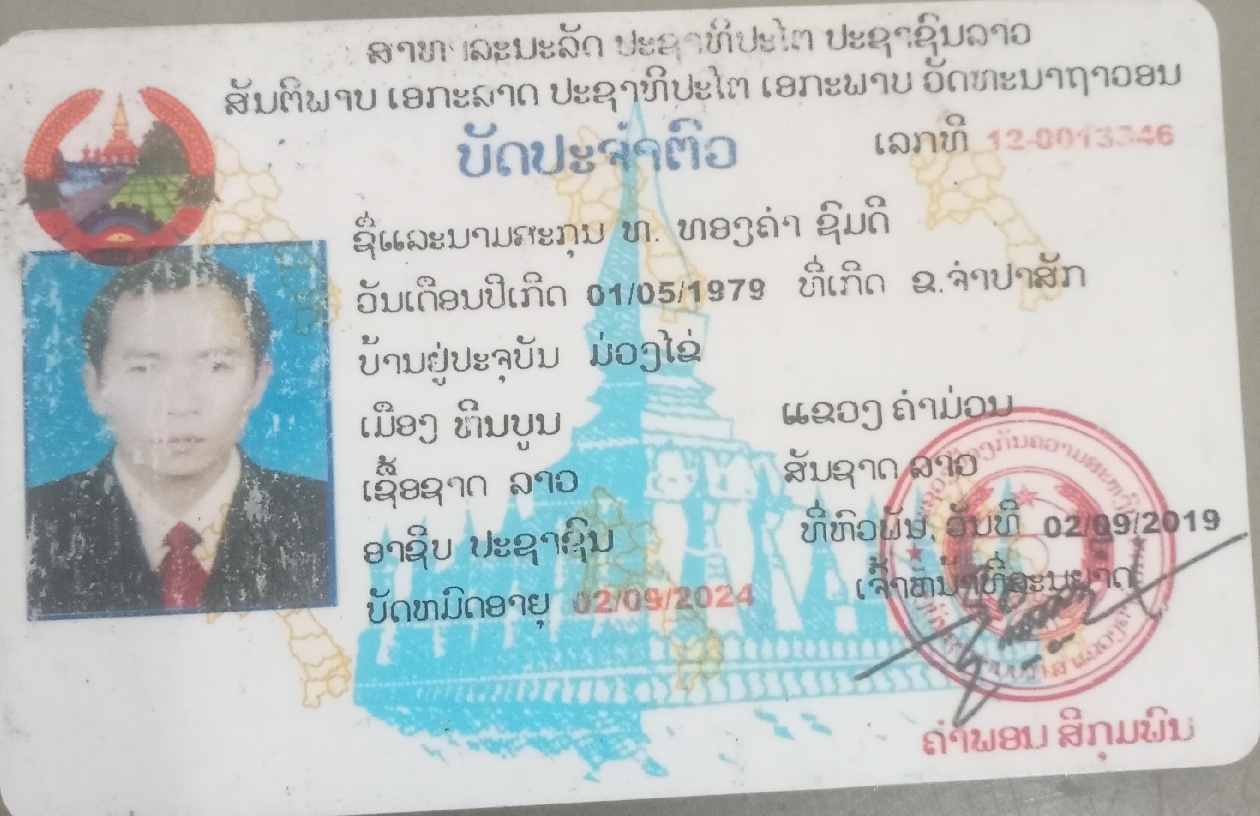 ສາທາລະນະລັດ ປະຊາທິປະໄຕ ປະຊາຊົນລາວ
ສັນຕິພາບ ເອກະລາດ ປະຊາທິປະໄຕ ເອກະພາບ ວັດທະນາຖາວອນ
ບັດປະຈຳຕົວ
ເລກທີ
ຊື່ແລະນາມສະກຸນ ທ. ທອງຄຳ ຊົມດີ
ວັນເດືອນປີເກີດ 01/05/1979 ທີ່ເກີດ ຂ.ຈຳປາສັກ
ບ້ານຢູ່ປະຈຸບັນ ມ່ອງໄຂ່
ເມືອງ ຫີນບູນ ແຂວງ ຄຳມ່ວນ
ເຊື້ອຊາດ ລາວ ສັນຊາດ ລາວ
ອາຊີບ ປະຊາຊົນ ທີ່ຫົວພັນ, ວັນທີ 02/09/2019
ບັດຫມົດອາຍຸ 02/09/2024 ເຈົ້າຫນ້າທີ່ອະນຸຍາດ
ຄຳພອນ ສີກຸມພົນ